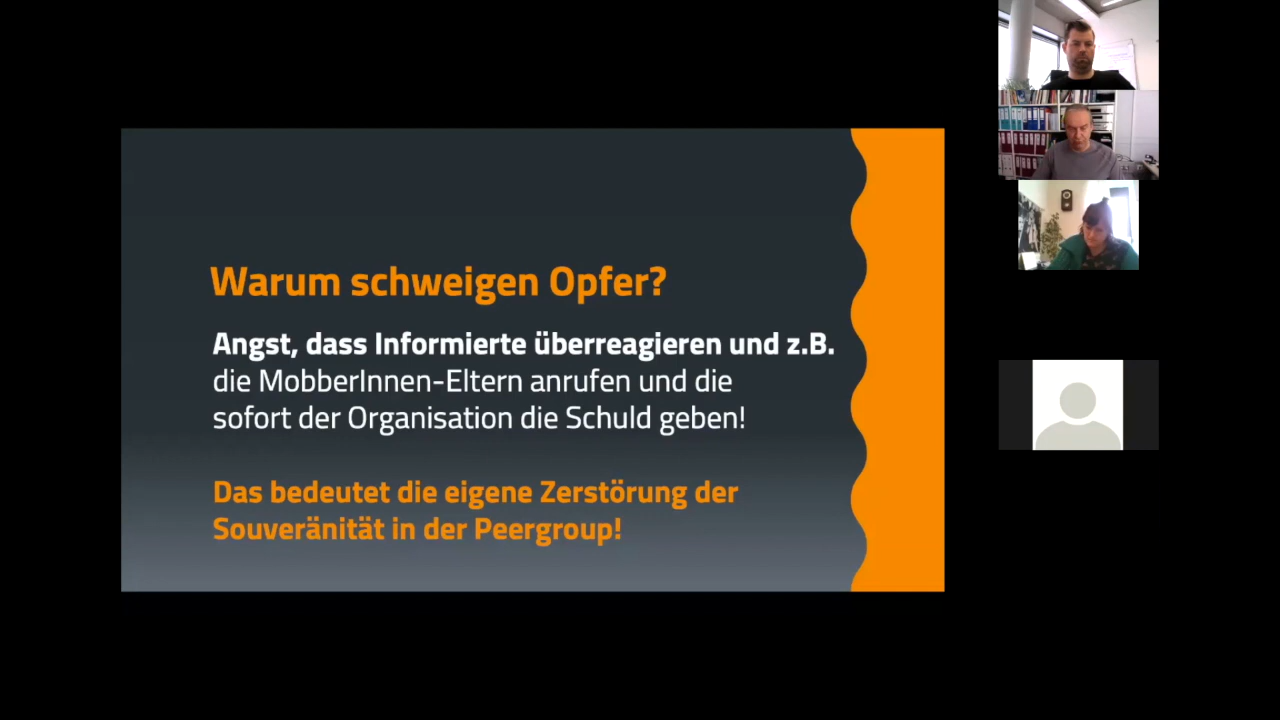 Warum schweigen Opfer?
Angst, dass Informierte überreagieren und z.B.
die MobberInnen-Eltern anrufen und die
sofort der Organisation die Schuld geben!
Das bedeutet die eigene Zerstörung der
Souveränität in der Peergroup!